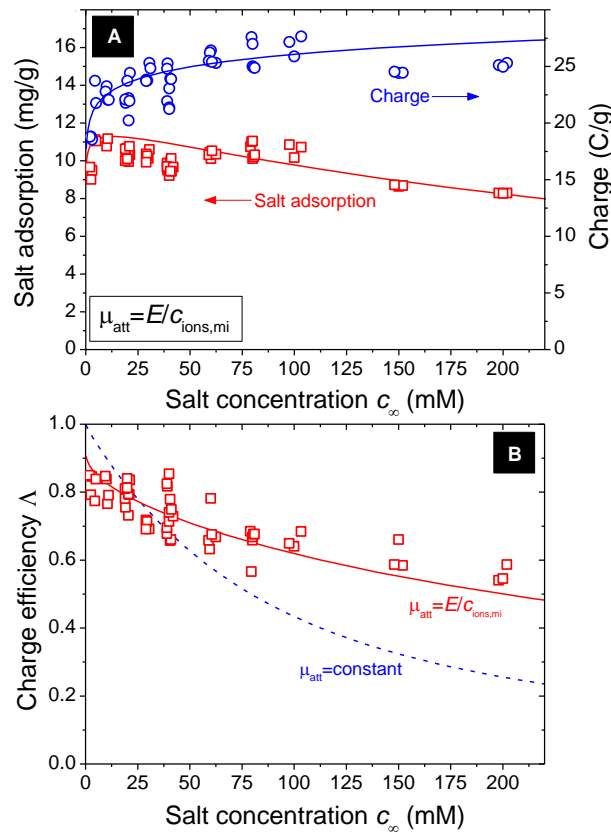 A
Salt adsorption (mg/g)
18
16
14
12
10
8
6
4
2
0
Charge
Salt adsorption
μatt=E/cions,mi
30
25
20
15
10
5
0
Charge (C/g)
0 25 50 75 100 125 150 175 200
Salt concentration c∞ (mM)
B
Charge efficiency Λ
1.0
0.8
0.6
0.4
0.2
0.0
μatt=E/cions,mi
μatt=constant
0 25 50 75 100 125 150 175 200
Salt concentration c∞ (mM)